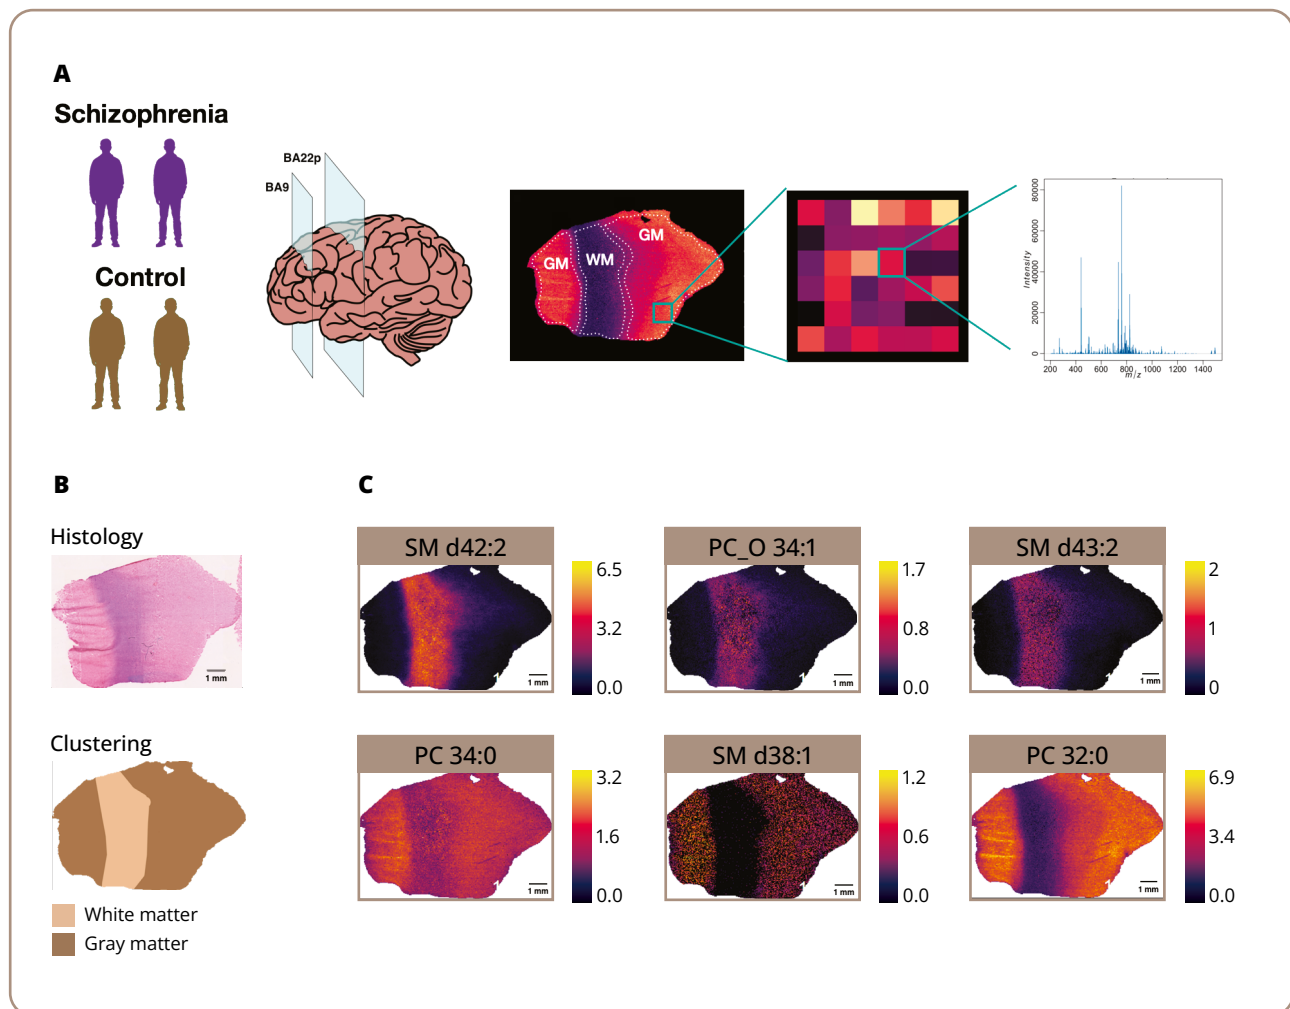 A
Schizophrenia
Control
BA22p
BA9
GM
WM
GM
Intensity
80000
60000
40000
20000
0
200 400 600 800 1000 1200 1400
m/z
B
Histology
1 mm
Clustering
White matter
Gray matter
C
SM d42:2
6.5
3.2
0.0
1 mm
PC_O 34:1
1.7
0.8
0.0
1 mm
SM d43:2
2
1
0
1 mm
PC 34:0
3.2
1.6
0.0
1 mm
SM d38:1
1.2
0.6
0.0
1 mm
PC 32:0
6.9
3.4
0.0
1 mm